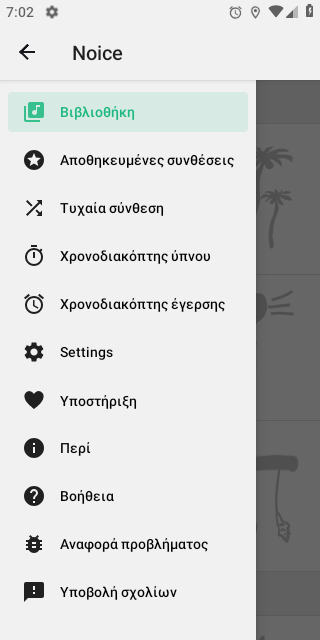 7:02
Noice
Βιβλιοθήκη
Αποθηκευμένες συνθέσεις
Τυχαία σύνθεση
Χρονοδιακόπτης ύπνου
Χρονοδιακόπτης έγερσης
Settings
Υποστήριξη
Περί
Βοήθεια
Αναφορά προβλήματος
Υποβολή σχολίων